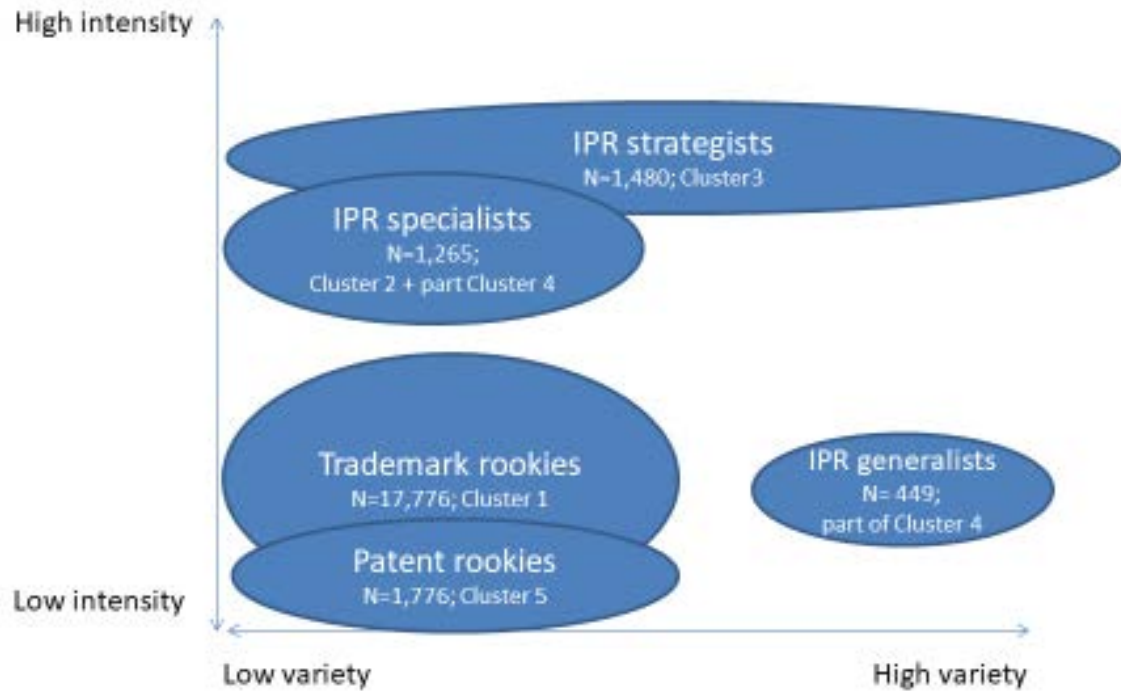 High intensity
IPR strategists
N=1,480; Cluster 3
IPR specialists
N=1,265;
Cluster 2 + part Cluster 4
Trademark rookies
N=17,776; Cluster 1
IPR generalists
N= 449;
part of Cluster 4
Patent rookies
N=1,776; Cluster 5
Low intensity
Low variety
High variety